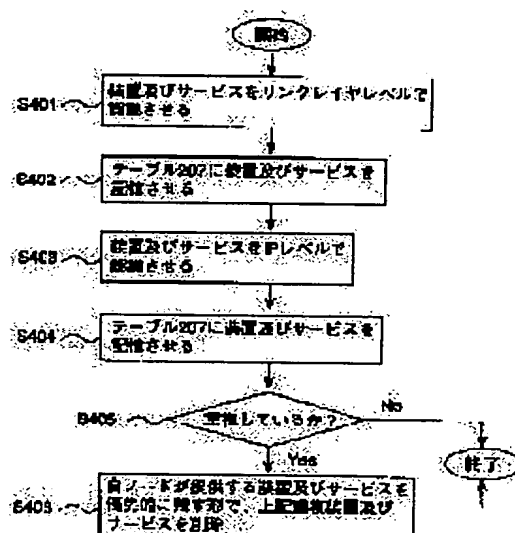 開始
S401
装置及びサービスをリンクレイヤレベルで
認識させる
S402
テーブル207に装置及びサービスを
記憶させる
S403
装置及びサービスをIPレベルで
認識させる
S404
テーブル207に装置及びサービスを
記憶させる
S405
重複しているか?
No
Yes
終了
自ノードが提供する装置及びサービスを
優先的に残す形で、上記重複装置及び
サービスを削除